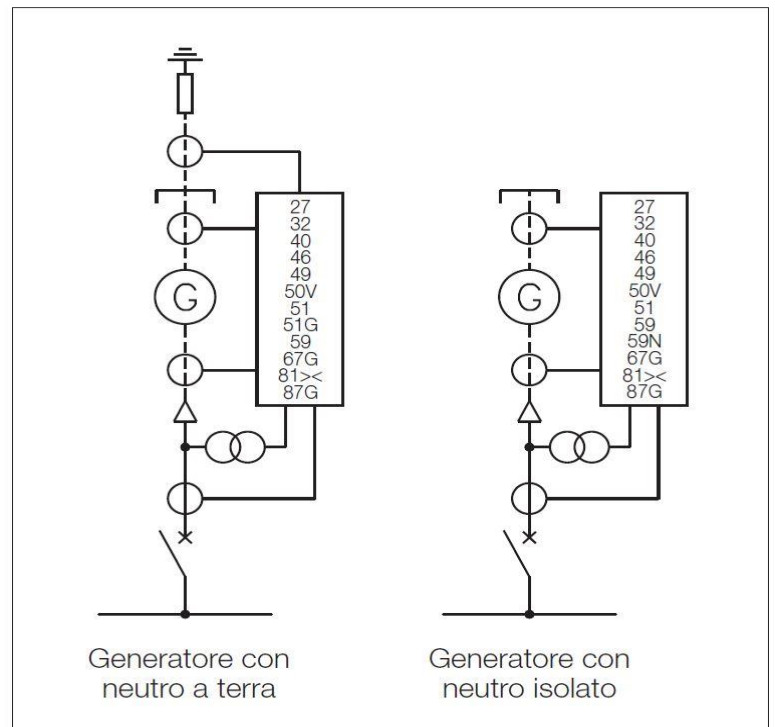 G
27
32
40
46
49
50V
51
51G
59
67G
81><
87G
Generatore con
neutro a terra
G
27
32
40
46
49
50V
51
59
59N
67G
81><
87G
Generatore con
neutro isolato